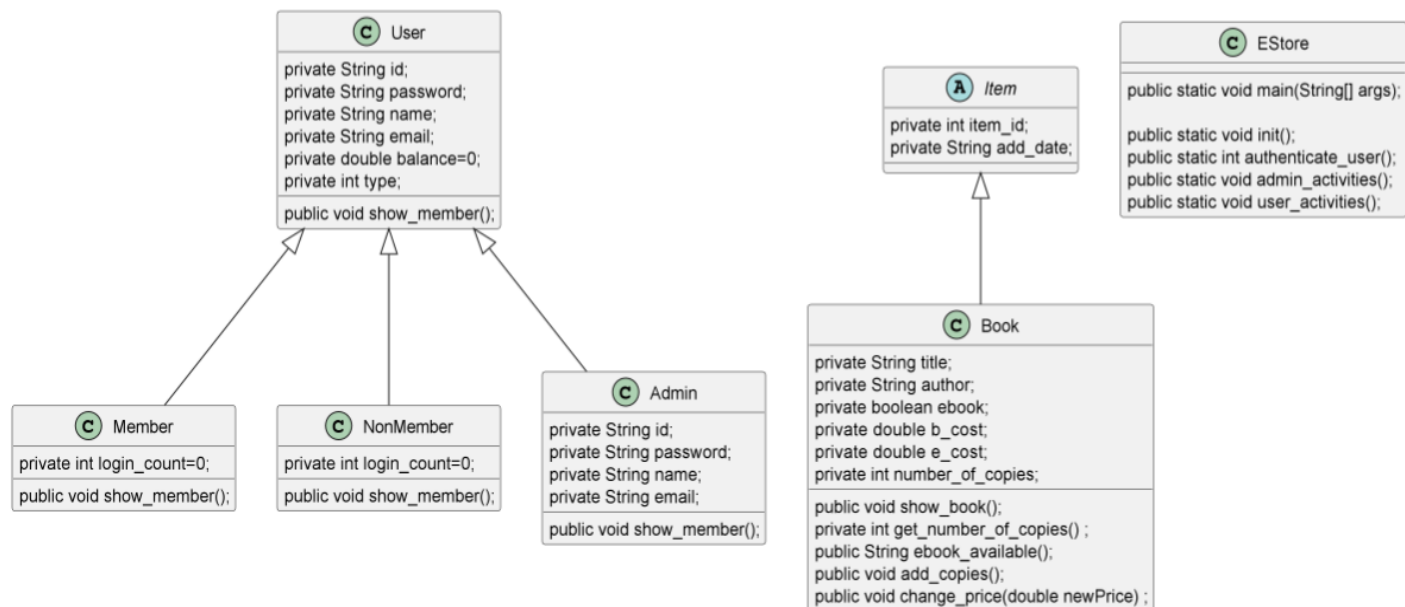 C User
private String id;
private String password;
private String name;
private String email;
private double balance=0;
private int type;
public void show_member();
C Member
private int login_count=0;
public void show_member();
C NonMember
private int login_count=0;
public void show_member();
C Admin
private String id;
private String password;
private String name;
private String email;
public void show_member();
A Item
private int item_id;
private String add_date;
C Book
private String title;
private String author;
private boolean ebook;
private double b_cost;
private double e_cost;
private int number_of_copies;
public void show_book();
private int get_number_of_copies() ;
public String ebook_available();
public void add_copies();
public void change_price(double newPrice) ;
C EStore
public static void main(String[] args);
public static void init();
public static int authenticate_user();
public static void admin_activities();
public static void user_activities();